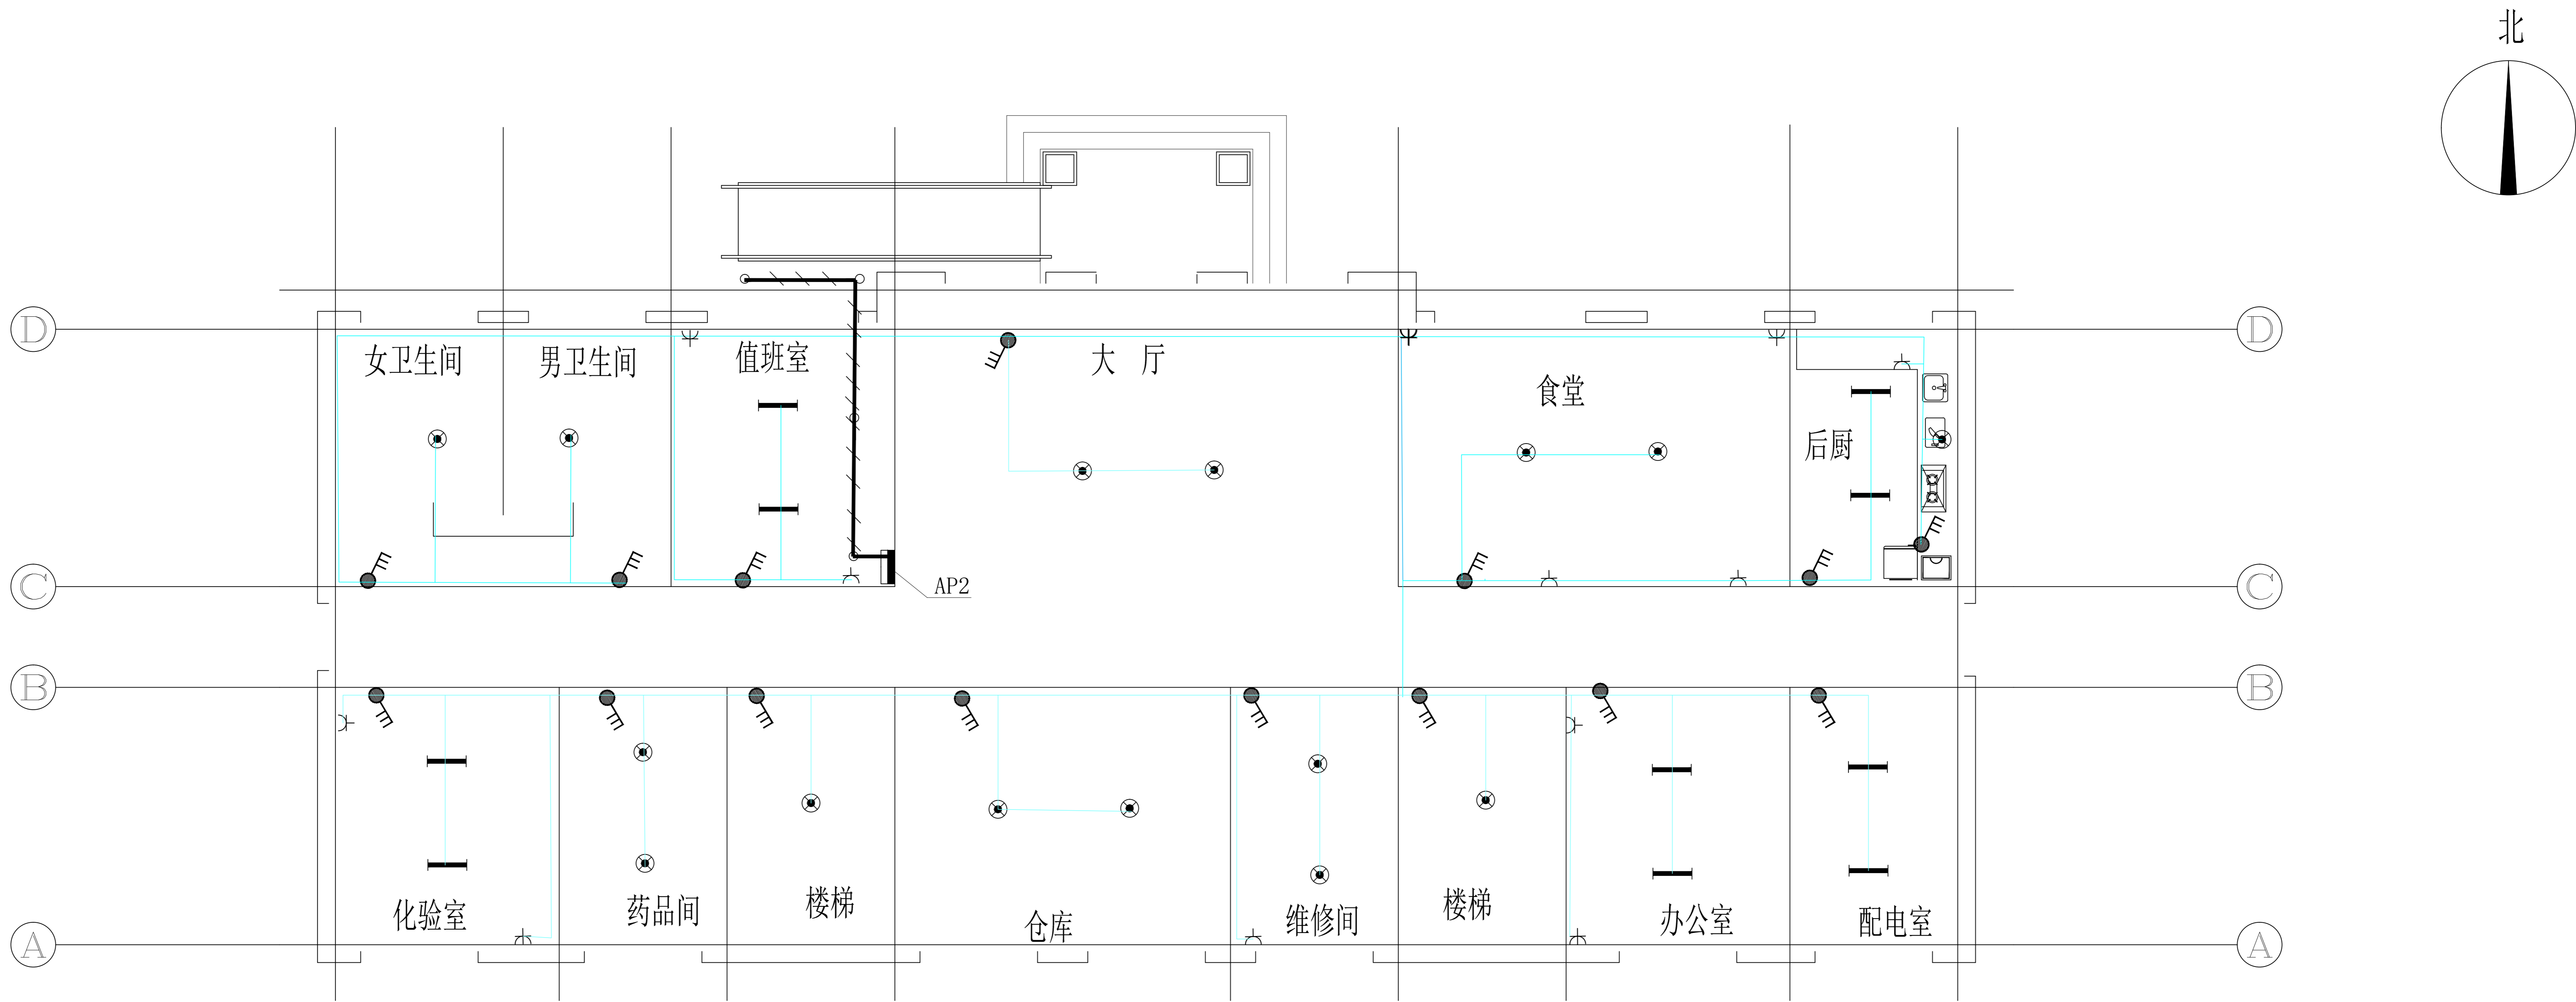 北
D
D
女卫生间
男卫生间
值班室
大 厅
食堂
后厨
C
AP2
C
B
B
化验室
药品间
楼梯
仓库
维修间
楼梯
办公室
配电室
A
A